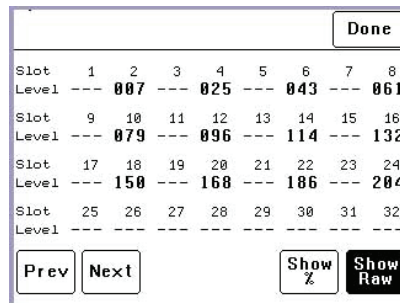 Done
Slot 1 2 3 4 5 6 7 8
Level --- 007 --- 025 --- 043 --- 061
Slot 9 10 11 12 13 14 15 16
Level --- 079 --- 096 --- 114 --- 132
Slot 17 18 19 20 21 22 23 24
Level --- 150 --- 168 --- 186 --- 204
Slot 25 26 27 28 29 30 31 32
Level --- --- --- --- --- --- --- ---
Prev Next Show % Show Raw